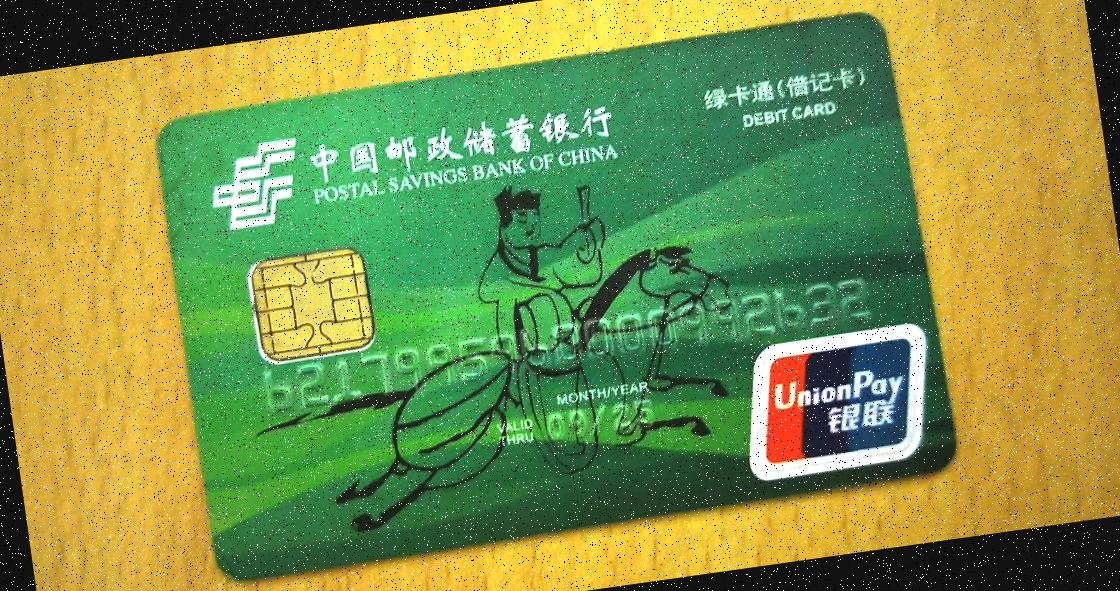 中国邮政储蓄银行
POSTAL SAVINGS BANK OF CHINA
绿卡通(借记卡)
DEBIT CARD
MONTH/YEAR
VALID
THRU
UnionPay
银联